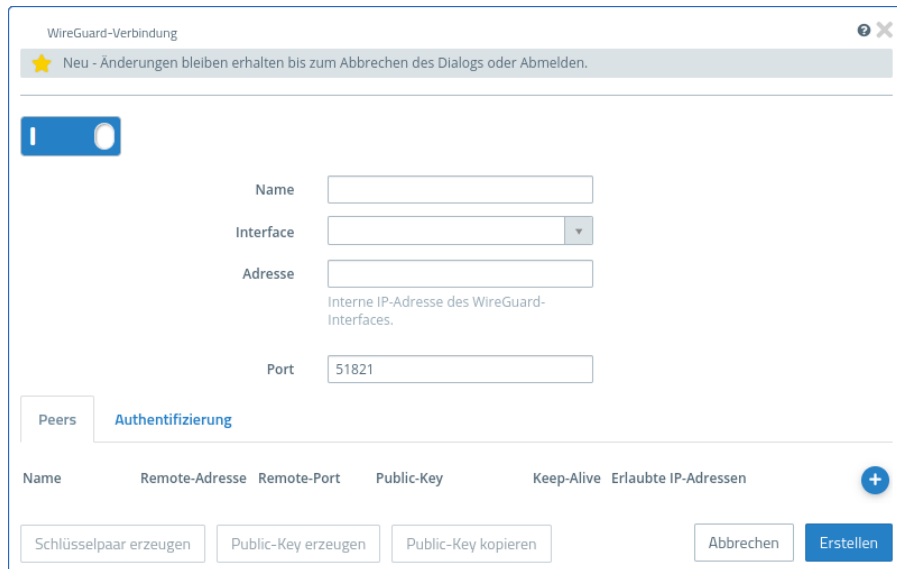 WireGuard-Verbindung
Neu - Änderungen bleiben erhalten bis zum Abbrechen des Dialogs oder Abmelden.
Name
Interface
Adresse
Interne IP-Adresse des WireGuard-
Interfaces.
Port 51821
Peers Authentifizierung
Name Remote-Adresse Remote-Port Public-Key Keep-Alive Erlaubte IP-Adressen
Schlüsselpaar erzeugen Public-Key erzeugen Public-Key kopieren Abbrechen Erstellen